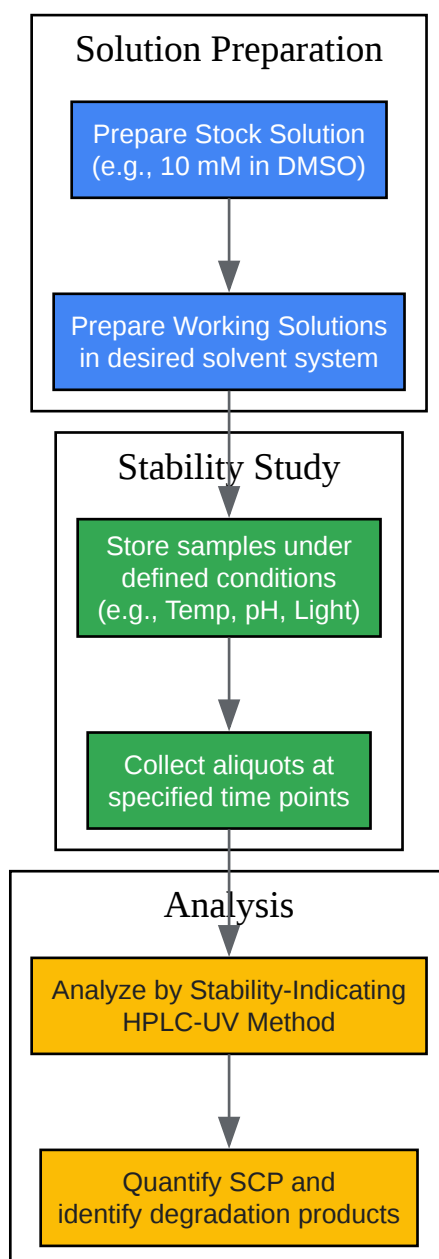 Solution Preparation
Prepare Stock Solution
(e.g., 10 mM in DMSO)
Prepare Working Solutions
in desired solvent system
Stability Study
Store samples under
defined conditions
(e.g., Temp, pH, Light)
Collect aliquots at
specified time points
Analysis
Analyze by Stability-Indicating
HPLC-UV Method
Quantify SCP and
identify degradation products